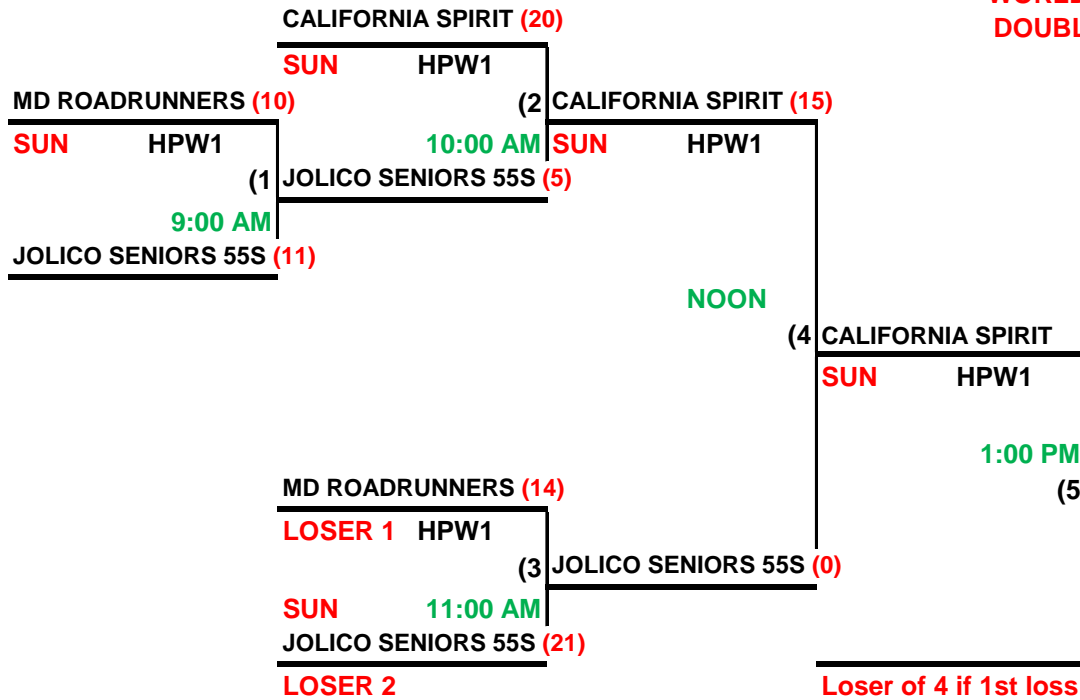 WORLD
DOUBL
CALIFORNIA SPIRIT (20)
SUN HPW1
MD ROADRUNNERS (10)
(2 CALIFORNIA SPIRIT (15)
SUN HPW1
10:00 AM SUN HPW1
(1 JOLICO SENIORS 55S (5)
9:00 AM
JOLICO SENIORS 55S (11)
NOON
(4 CALIFORNIA SPIRIT
SUN HPW1
1:00 PM
MD ROADRUNNERS (14)
(5
LOSER 1 HPW1
(3 JOLICO SENIORS 55S (0)
SUN 11:00 AM
JOLICO SENIORS 55S (21)
LOSER 2
Loser of 4 if 1st loss